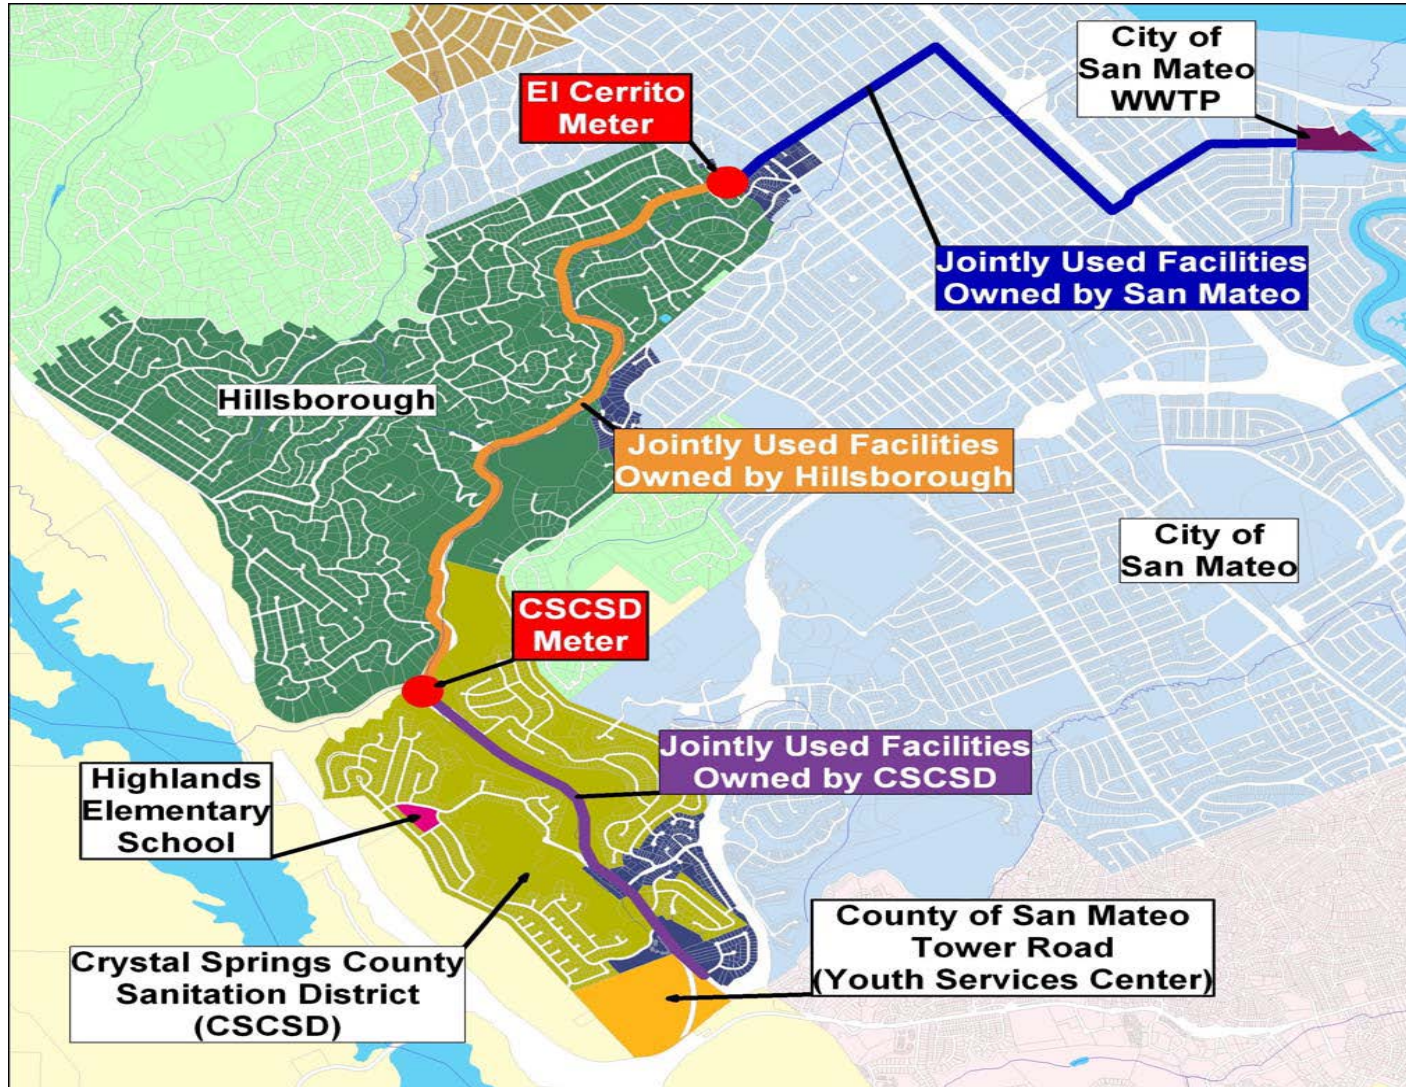 City of
San Mateo
WWTP
El Cerrito
Meter
Jointly Used Facilities
Owned by San Mateo
Hillsborough
Jointly Used Facilities
Owned by Hillsborough
City of
San Mateo
CSCSD
Meter
Jointly Used Facilities
Owned by CSCSD
Highlands
Elementary
School
County of San Mateo
Tower Road
(Youth Services Center)
Crystal Springs County
Sanitation District
(CSCSD)